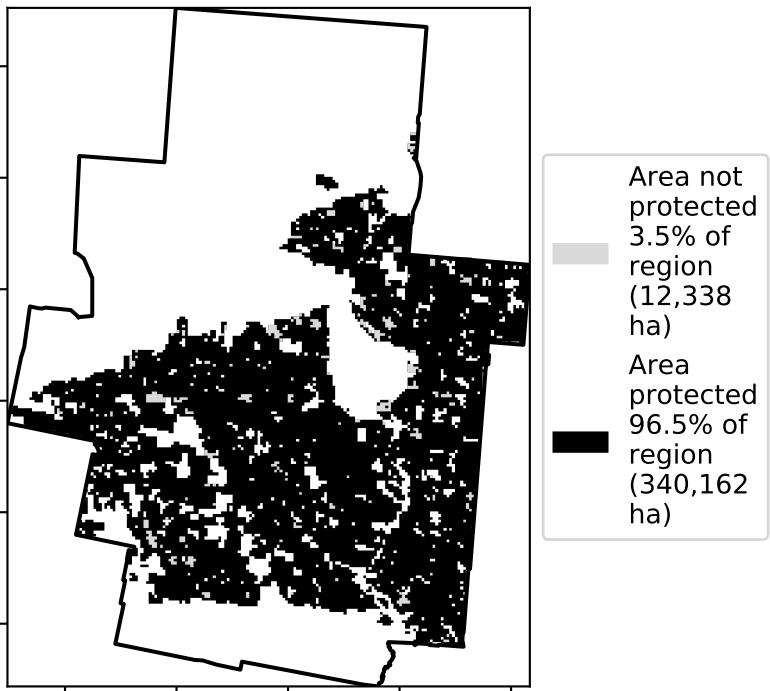 Area not
protected
3.5% of
region
(12,338
ha)
Area
protected
96.5% of
region
(340,162
ha)